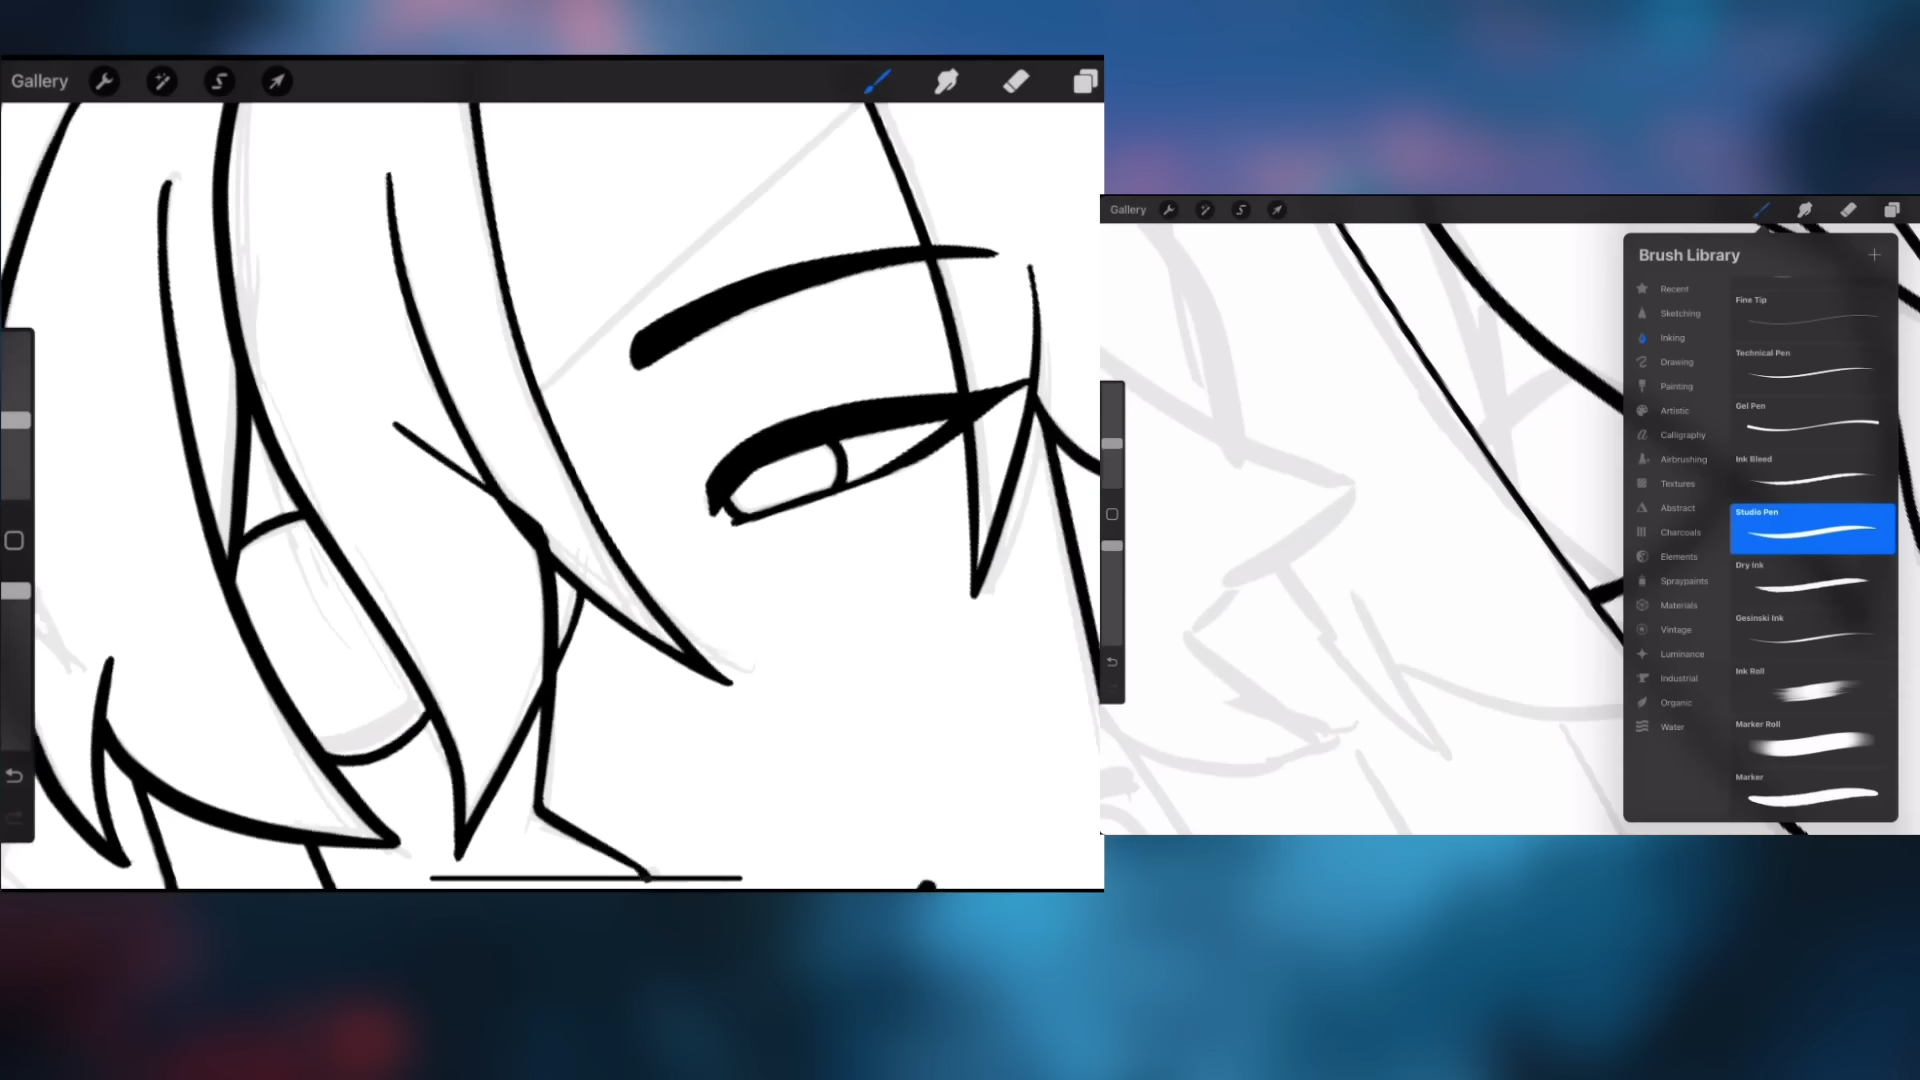 Gallery
Gallery
Brush Library
Recent
Sketching
Inking
Drawing
Painting
Artistic
Calligraphy
Airbrushing
Textures
Abstract
Charcoals
Elements
Spraypaints
Materials
Vintage
Luminance
Industrial
Organic
Water
Fine Tip
Technical Pen
Gel Pen
Ink Bleed
Studio Pen
Dry Ink
Gesinski Ink
Ink Roll
Marker Roll
Marker